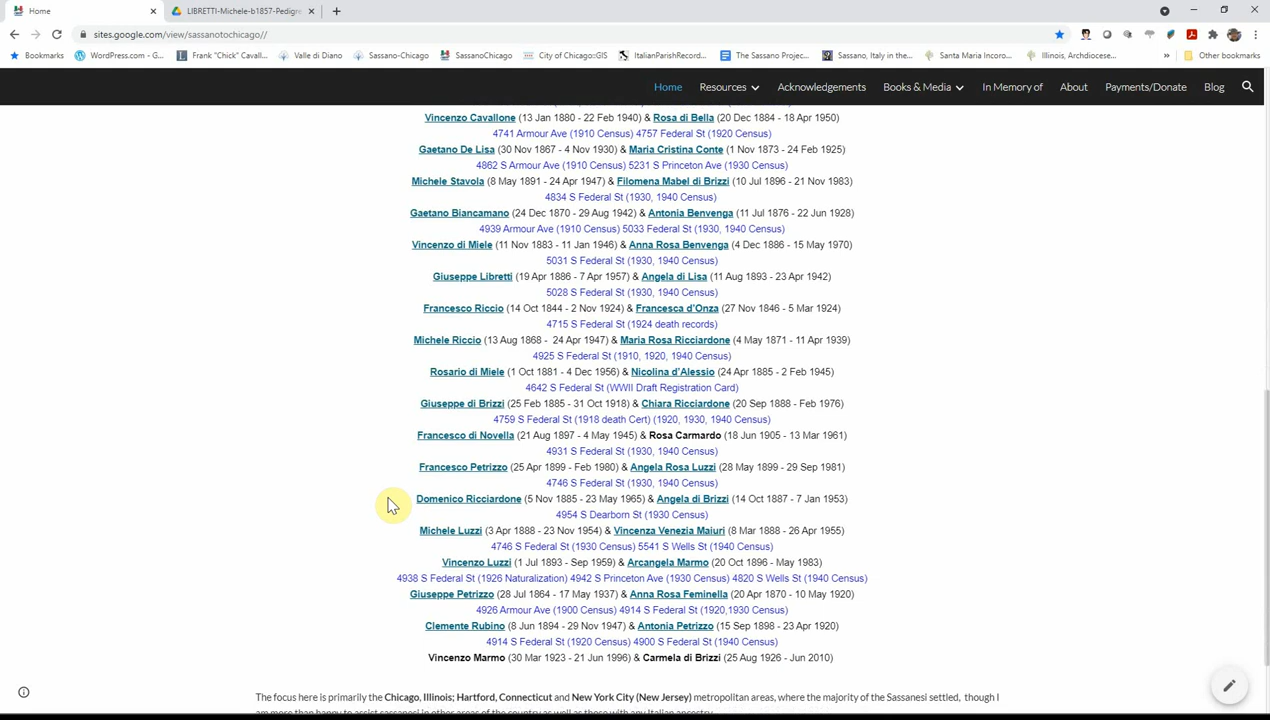 Home
LIBRETTI-Michele-b1857-Pedigre
sites.google.com/view/sassanotochicago//
Bookmarks WordPress.com - G... Frank "Chick" Cavall... Valle di Diano Sassano-Chicago SassanoChicago City of Chicago:GIS ItalianParishRecord... The Sassano Projec... Sassano, Italy in the... Santa Maria Incoro... Illinois, Archdiocese... » Other bookmarks
Home Resources Acknowledgements Books & Media In Memory of About Payments/Donate Blog
Vincenzo Cavallone (13 Jan 1880 - 22 Feb 1940) & Rosa di Bella (20 Dec 1884 - 18 Apr 1950)
4741 Armour Ave (1910 Census) 4757 Federal St (1920 Census)
Gaetano De Lisa (30 Nov 1867 - 4 Nov 1930) & Maria Cristina Conte (1 Nov 1873 - 24 Feb 1925)
4862 S Armour Ave (1910 Census) 5231 S Princeton Ave (1930 Census)
Michele Stavola (8 May 1891 - 24 Apr 1947) & Filomena Mabel di Brizzi (10 Jul 1896 - 21 Nov 1983)
4834 S Federal St (1930, 1940 Census)
Gaetano Biancamano (24 Dec 1870 - 29 Aug 1942) & Antonia Benvenga (11 Jul 1876 - 22 Jun 1928)
4939 Armour Ave (1910 Census) 5033 Federal St (1930, 1940 Census)
Vincenzo di Miele (11 Nov 1883 - 11 Jan 1946) & Anna Rosa Benvenga (4 Dec 1886 - 15 May 1970)
5031 S Federal St (1930, 1940 Census)
Giuseppe Libretti (19 Apr 1886 - 7 Apr 1957) & Angela di Lisa (11 Aug 1893 - 23 Apr 1942)
5028 S Federal St (1930, 1940 Census)
Francesco Riccio (14 Oct 1844 - 2 Nov 1924) & Francesca d'Onza (27 Nov 1846 - 5 Mar 1924)
4715 S Federal St (1924 death records)
Michele Riccio (13 Aug 1868 - 24 Apr 1947) & Maria Rosa Ricciardone (4 May 1871 - 11 Apr 1939)
4925 S Federal St (1910, 1920, 1940 Census)
Rosario di Miele (1 Oct 1881 - 4 Dec 1956) & Nicolina d'Alessio (24 Apr 1885 - 2 Feb 1945)
4642 S Federal St (WWII Draft Registration Card)
Giuseppe di Brizzi (25 Feb 1885 - 31 Oct 1918) & Chiara Ricciardone (20 Sep 1888 - Feb 1976)
4759 S Federal St (1918 death Cert) (1920, 1930, 1940 Census)
Francesco di Novella (21 Aug 1897 - 4 May 1945) & Rosa Carmardo (18 Jun 1905 - 13 Mar 1961)
4931 S Federal St (1930, 1940 Census)
Francesco Petrizzo (25 Apr 1899 - Feb 1980) & Angela Rosa Luzzi (28 May 1899 - 29 Sep 1981)
4746 S Federal St (1930, 1940 Census)
Domenico Ricciardone (5 Nov 1885 - 23 May 1965) & Angela di Brizzi (14 Oct 1887 - 7 Jan 1953)
4954 S Dearborn St (1930 Census)
Michele Luzzi (3 Apr 1888 - 23 Nov 1954) & Vincenza Venezia Maiuri (8 Mar 1888 - 26 Apr 1955)
4746 S Federal St (1930 Census) 5541 S Wells St (1940 Census)
Vincenzo Luzzi (1 Jul 1893 - Sep 1959) & Arcangela Marmo (20 Oct 1896 - May 1983)
4938 S Federal St (1926 Naturalization) 4942 S Princeton Ave (1930 Census) 4820 S Wells St (1940 Census)
Giuseppe Petrizzo (28 Jul 1864 - 17 May 1937) & Anna Rosa Feminella (20 Apr 1870 - 10 May 1920)
4926 Armour Ave (1900 Census) 4914 S Federal St (1920,1930 Census)
Clemente Rubino (8 Jun 1894 - 29 Nov 1947) & Antonia Petrizzo (15 Sep 1898 - 23 Apr 1920)
4914 S Federal St (1920 Census) 4900 S Federal St (1940 Census)
Vincenzo Marmo (30 Mar 1923 - 21 Jun 1996) & Carmela di Brizzi (25 Aug 1926 - Jun 2010)
The focus here is primarily the Chicago, Illinois; Hartford, Connecticut and New York City (New Jersey) metropolitan areas, where the majority of the Sassanesi settled, though I
am more than happy to assist sassanesi in other areas of the country as well as those with any Italian ancestry.